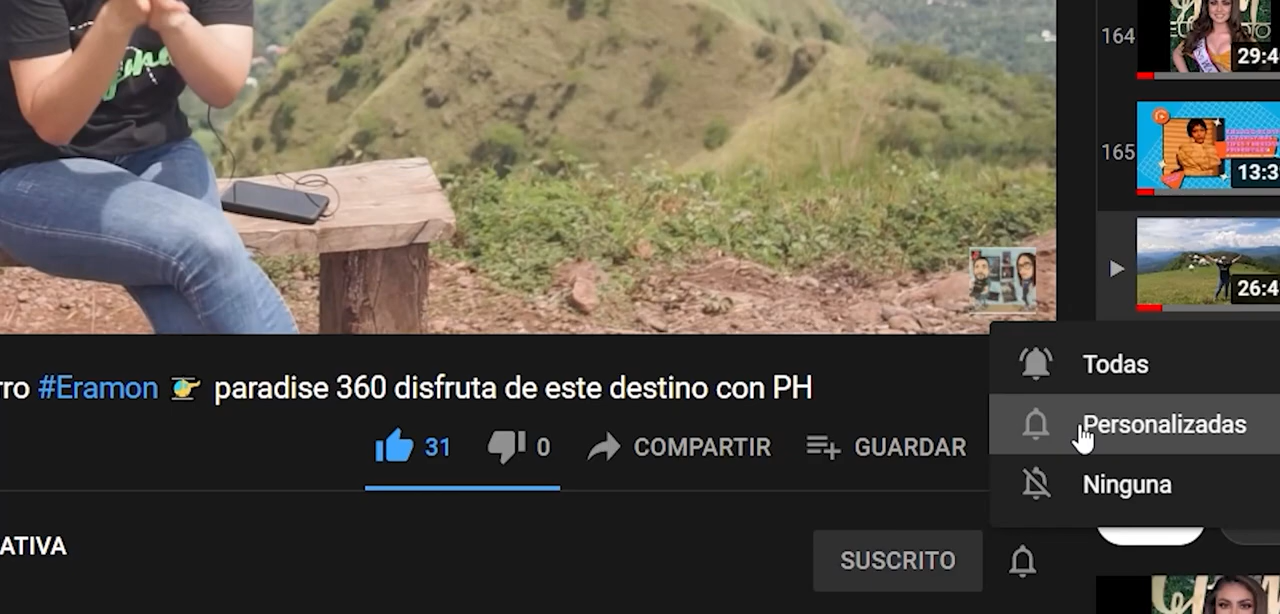 164
29:4
165
13:3
26:4
rro #Eramon paradise 360 disfruta de este destino con PH
31 0 COMPARTIR GUARDAR
Todas
Personalizadas
Ninguna
ATIVA
SUSCRITO